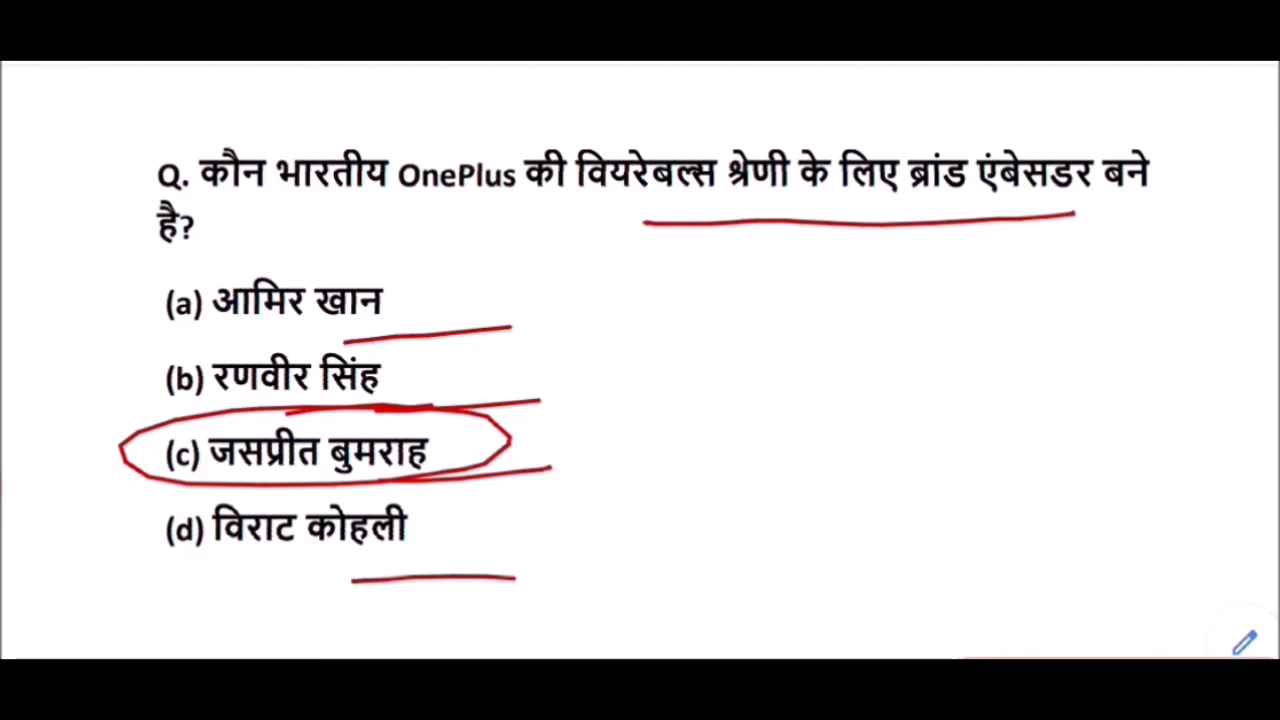 Q. कौन भारतीय OnePlus की वियरेबल्स श्रेणी के लिए ब्रांड एंबेसडर बने
है?
(a) आमिर खान
(b) रणवीर सिंह
(c) जसप्रीत बुमराह
(d) विराट कोहली